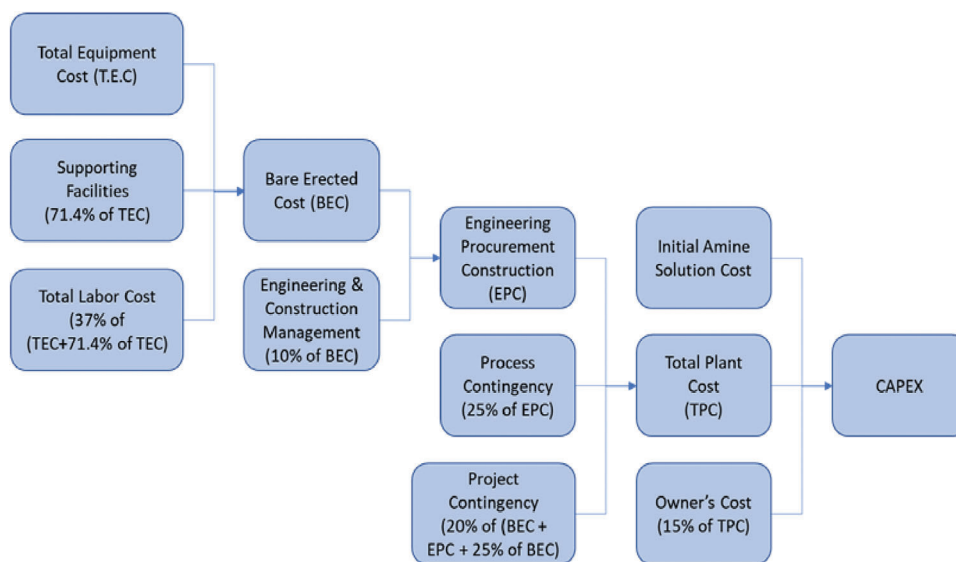 Total Equipment
Cost (T.E.C)
Supporting
Facilities
(71.4% of TEC)
Total Labor Cost
(37% of
(TEC+71.4% of TEC)
Bare Erected
Cost (BEC)
Engineering &
Construction
Management
(10% of BEC)
Engineering
Procurement
Construction
(EPC)
Process
Contingency
(25% of EPC)
Project
Contingency
(20% of (BEC +
EPC + 25% of BEC)
Initial Amine
Solution Cost
Total Plant
Cost
(TPC)
Owner's Cost
(15% of TPC)
CAPEX